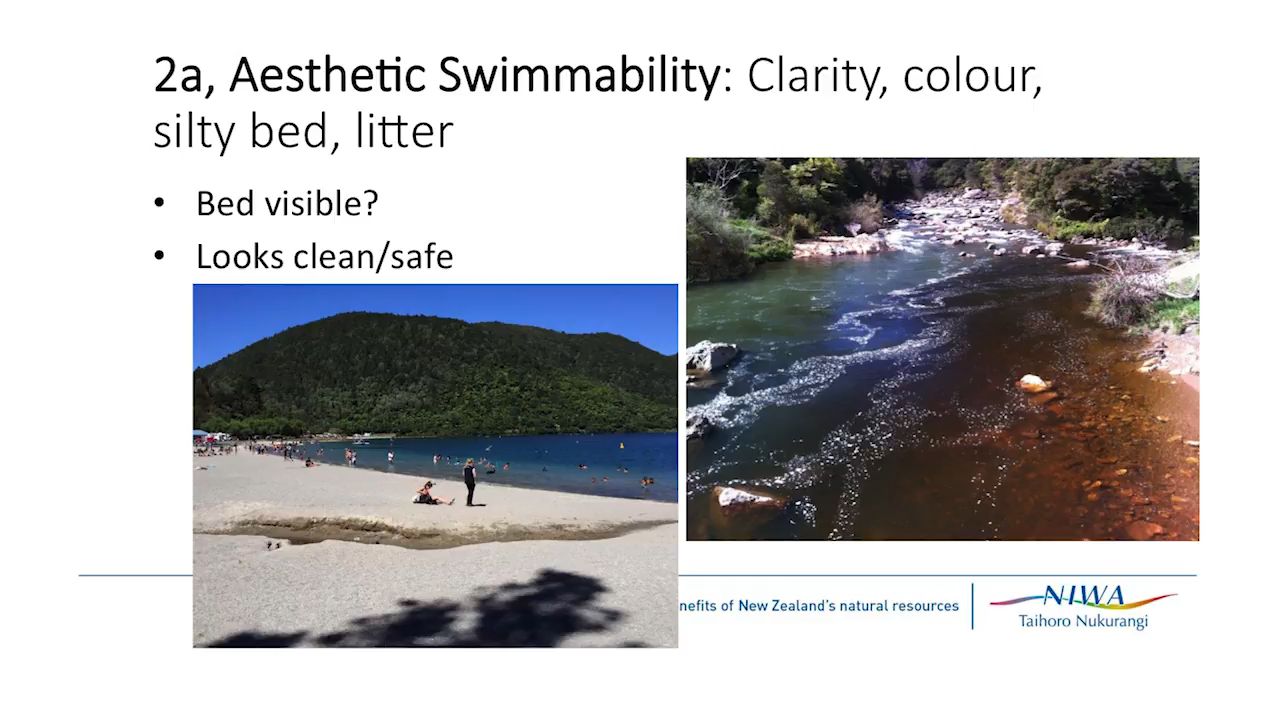 2a, Aesthetic Swimmability: Clarity, colour,
silty bed, litter
• Bed visible?
• Looks clean/safe
of New Zealand's natural resources
NIWA
Taihoro Nukurangi